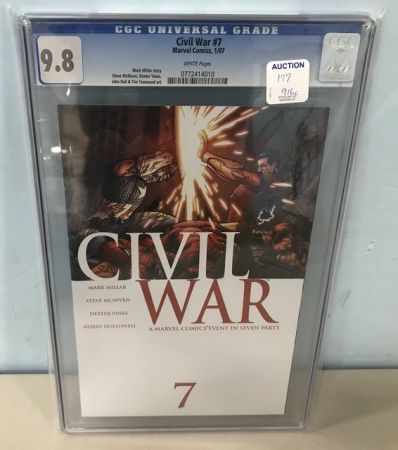 CGC UNIVERSAL GRADE
9.8
Civil War #7
Marvel Comics, 1/07
WHITE Pages
Mark Millar story
Steve McNiven, Dexter Vines,
John Dell & Tim Townsend art
0772414010
CGC
AUCTION
177
CIVIL
WAR
MARK MILLAR
STEVE MCNIVEN
DEXTER VINES
MORRY HOLLOWELL
A MARVEL COMICS EVENT IN SEVEN PARTS
7